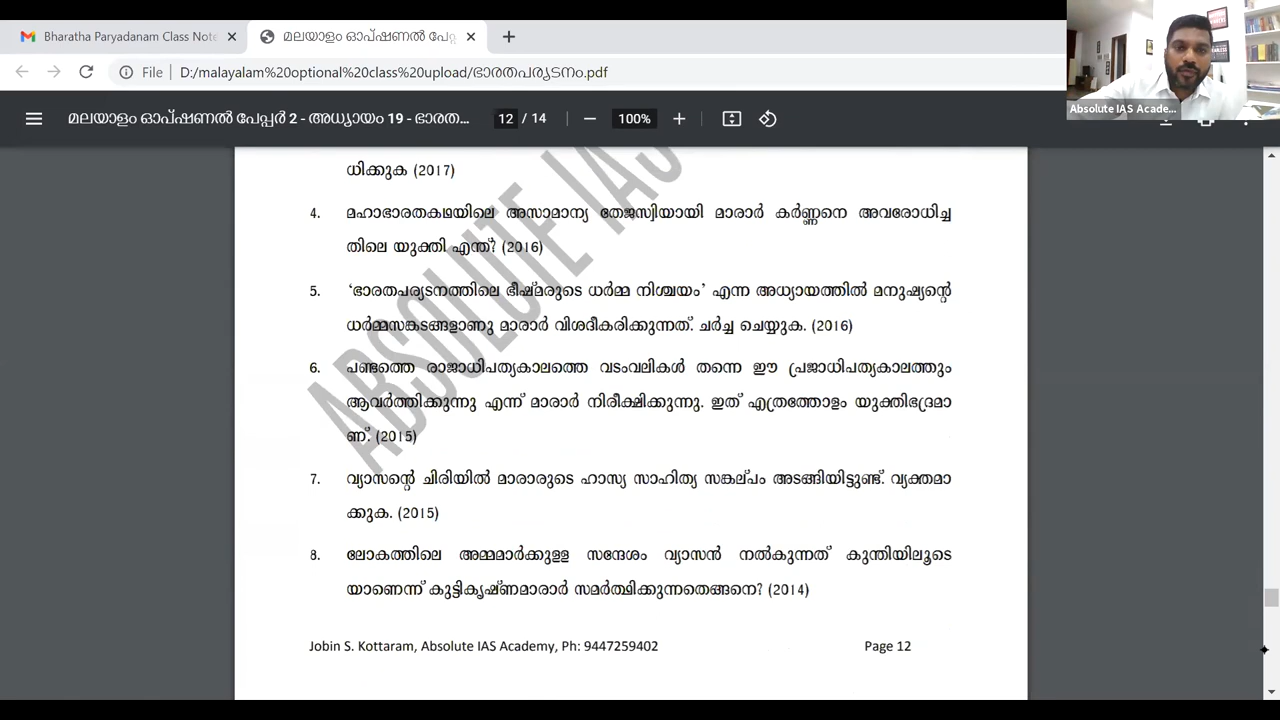 Bharatha Paryadanam Class Note
മലയാളം ഓപ്ഷണൽ പേപ്പ
File D:/malayalam%20optional%20class%20upload/ഭാരതപര്യടനം.pdf
Absolute IAS Acade...
മലയാളം ഓപ്ഷണൽ പേപ്പർ 2 - അധ്യായം 19 - ഭാരത... 12 / 14 100%
ധിക്കുക (2017)
4. മഹാഭാരതകഥയിലെ അസാമാന്യ തേജസ്വിയായി മാരാർ കർണ്ണനെ അവരോധിച്ച
തിലെ യുക്തി എന്ത്? (2016)
5. 'ഭാരതപര്യടനത്തിലെ ഭീഷ്മരുടെ ധർമ്മ നിശ്ചയം' എന്ന അധ്യായത്തിൽ മനുഷ്യന്റെ
ധർമ്മസങ്കടങ്ങളാണു മാരാർ വിശദീകരിക്കുന്നത്. ചർച്ച ചെയ്യുക. (2016)
6. പണ്ടത്തെ രാജാധിപത്യകാലത്തെ വടംവലികൾ തന്നെ ഈ പ്രജാധിപത്യകാലത്തും
ആവർത്തിക്കുന്നു എന്ന് മാരാർ നിരീക്ഷിക്കുന്നു. ഇത് എത്രത്തോളം യുക്തിഭദ്രമാ
ണ്. (2015)
7. വ്യാസന്റെ ചിരിയിൽ മാരാരുടെ ഹാസ്യ സാഹിത്യ സങ്കല്പം അടങ്ങിയിട്ടുണ്ട്. വ്യക്തമാ
ക്കുക. (2015)
8. ലോകത്തിലെ അമ്മമാർക്കുളള സന്ദേശം വ്യാസൻ നൽകുന്നത് കുന്തിയിലൂടെ
യാണെന്ന് കുട്ടികൃഷ്ണമാരാർ സമർത്ഥിക്കുന്നതെങ്ങനെ? (2014)
Jobin S. Kottaram, Absolute IAS Academy, Ph: 9447259402 Page 12
ABSOLUTE IAS